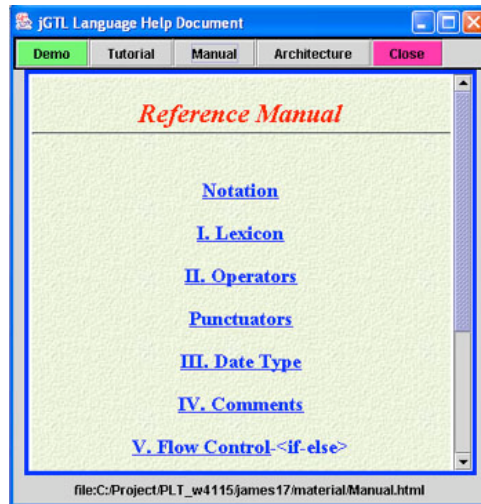 jGTL Language Help Document
Demo Tutorial Manual Architecture Close
Reference Manual
Notation
I. Lexicon
II. Operators
Punctuators
III. Date Type
IV. Comments
V. Flow Control-<if-else>
file:C:/Project/PLT_w4115/james17/material/Manual.html